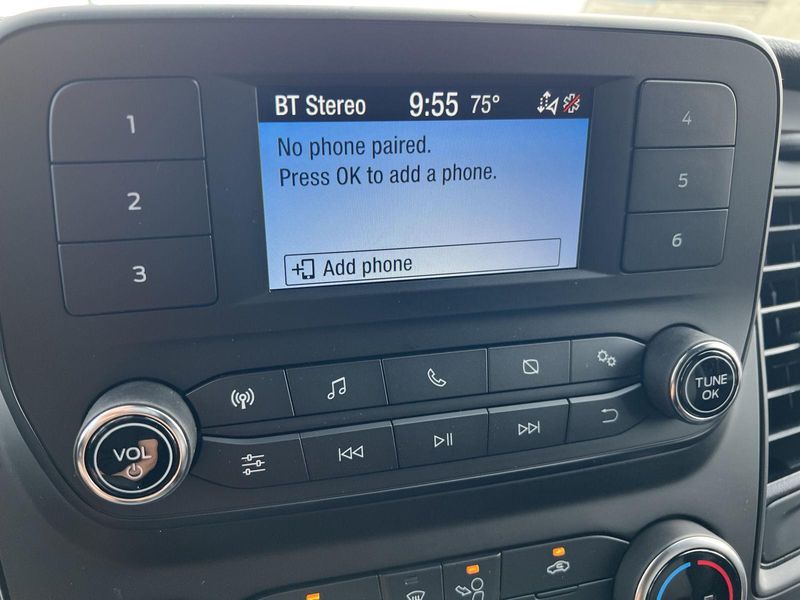 BT Stereo 9:55 75°
No phone paired.
Press OK to add a phone.
Add phone
1
2
3
4
5
6
VOL
TUNE
OK